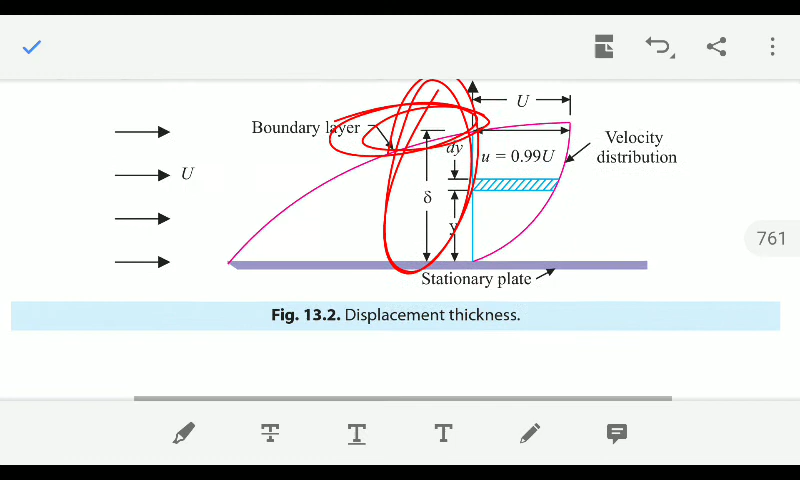 U
Boundary layer
dy
u = 0.99U
Velocity
distribution
U
δ
y
761
Stationary plate
Fig. 13.2. Displacement thickness.